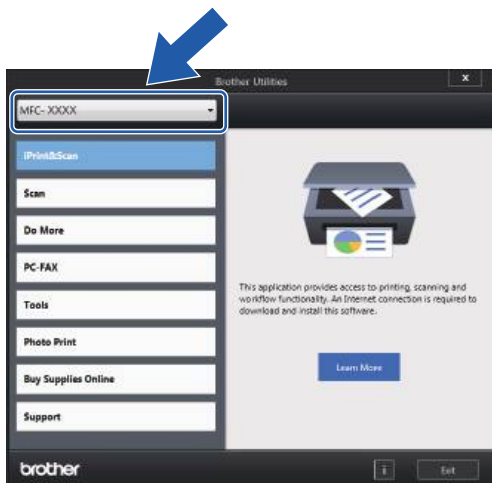 Brother Utilities
X
MFC- XXXX
iPrint&Scan
Scan
Do More
PC-FAX
Tools
Photo Print
Buy Supplies Online
Support
This application provides access to printing, scanning and
workflow functionality. An Internet connection is required to
download and install this software.
Learn More
brother
i
Exit